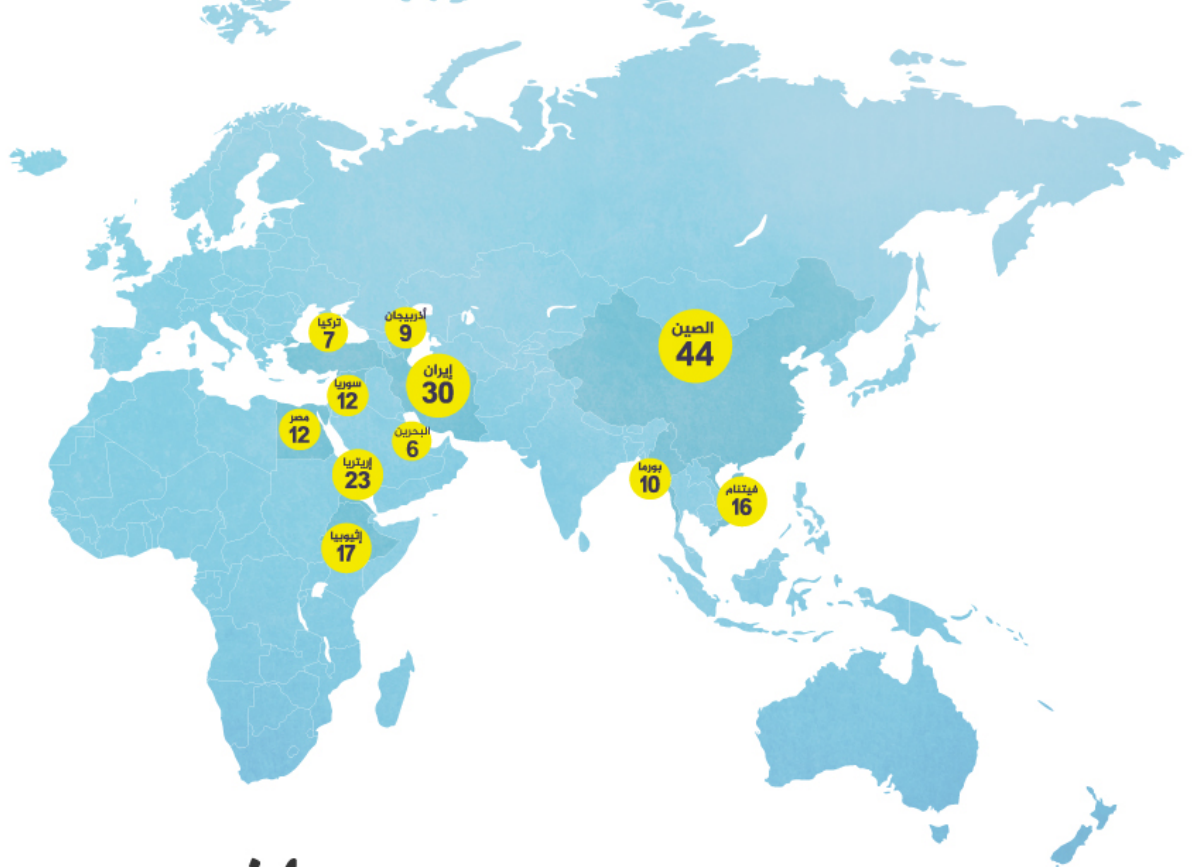 أذربيجان
9
تركيا
7
الصين
44
إيران
30
سوريا
12
مصر
12
البحرين
6
إريتريا
23
بورما
10
فيتنام
16
إثيوبيا
17